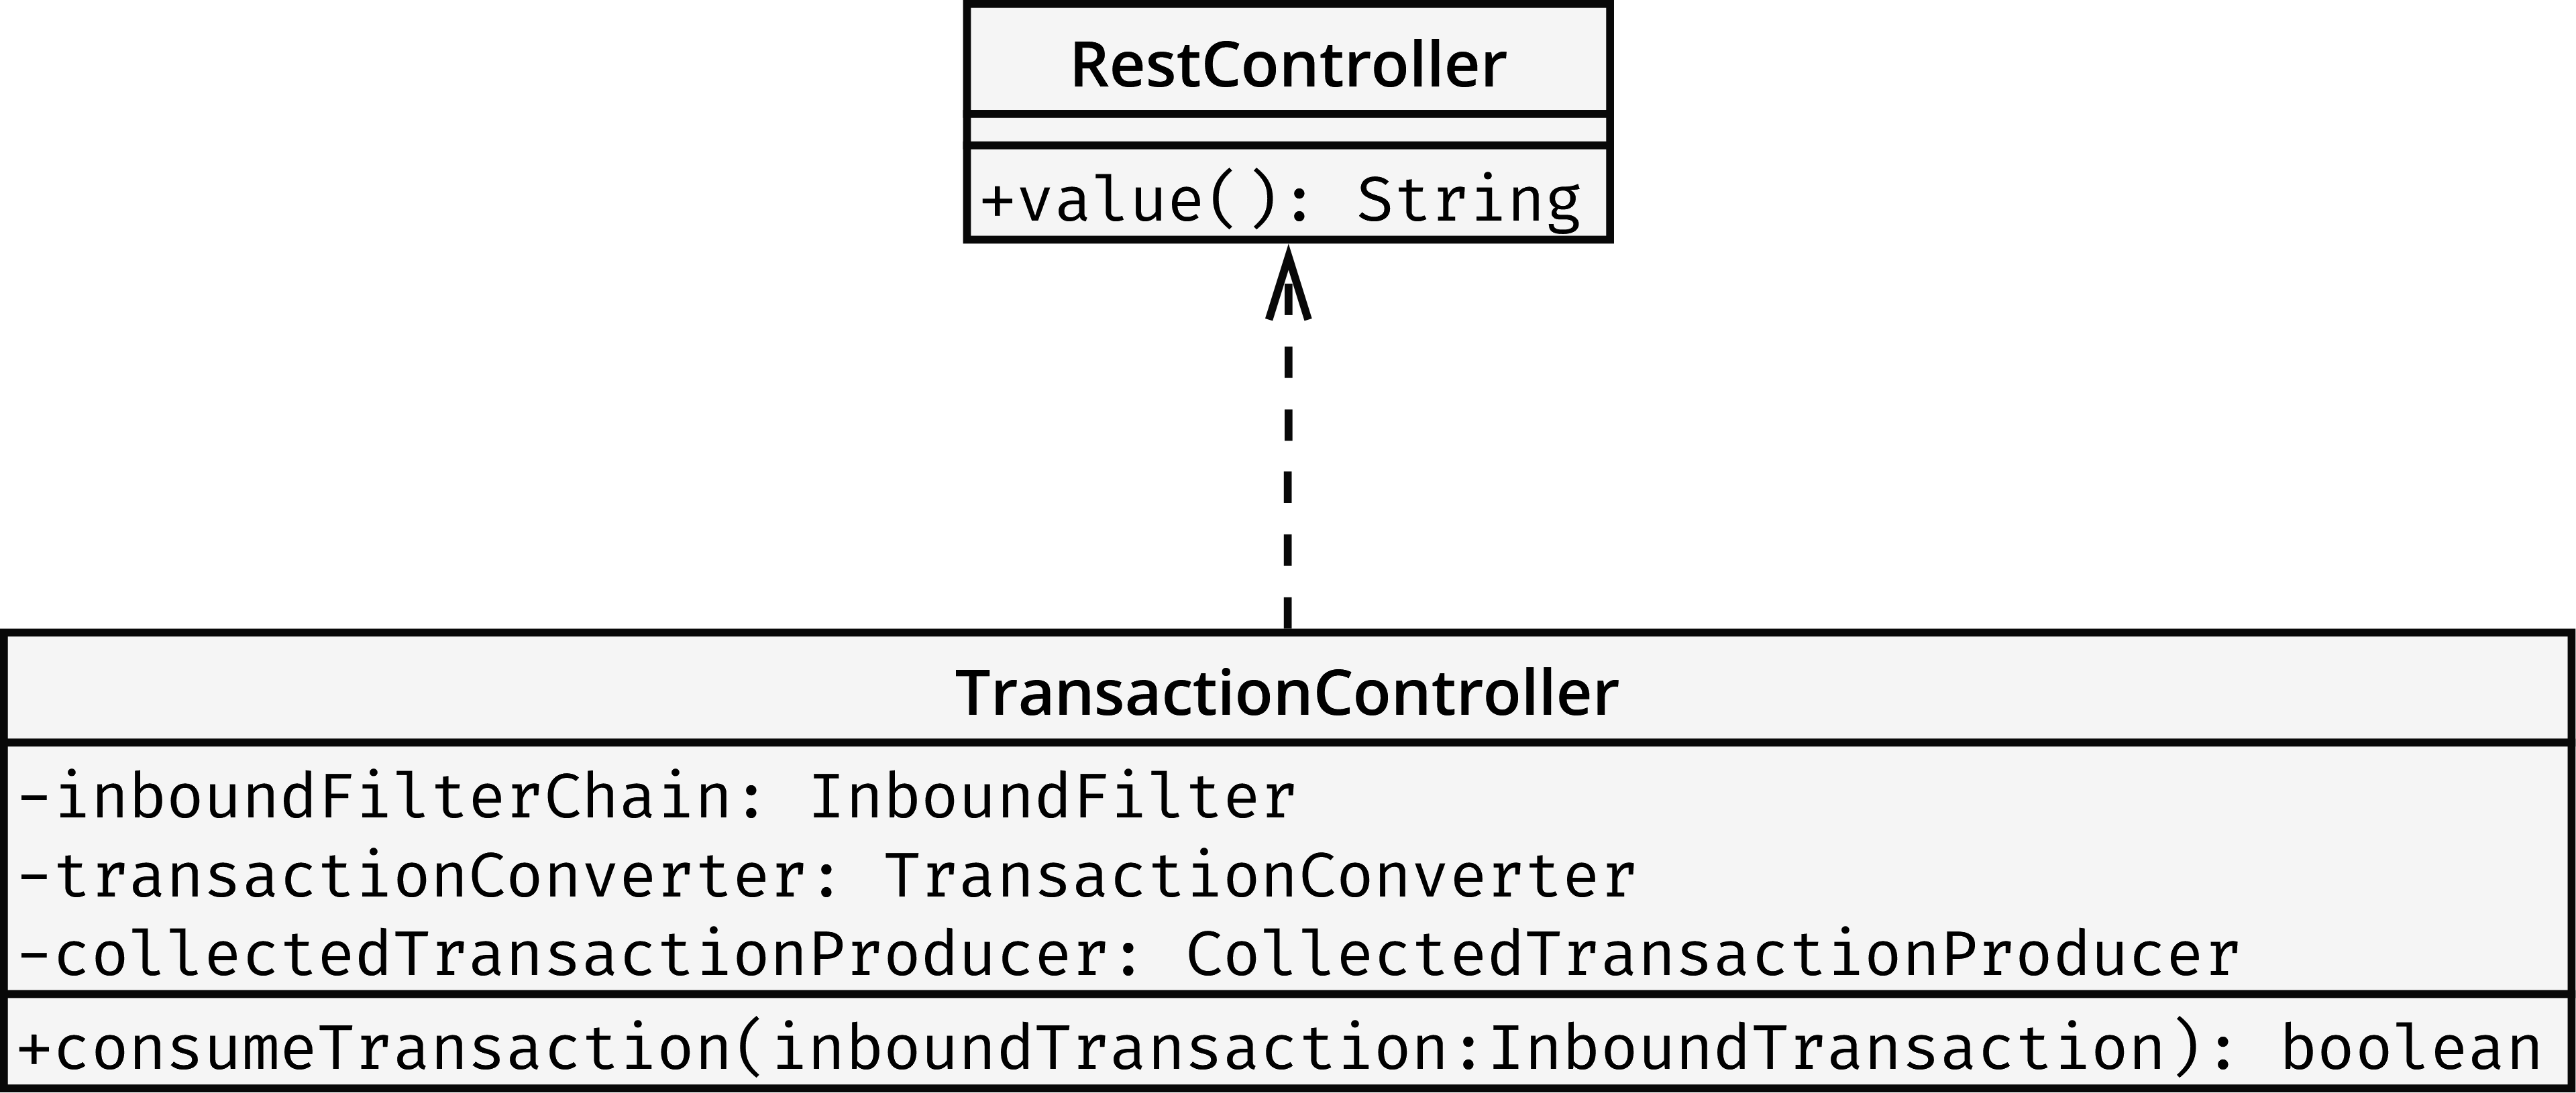 RestController
+value(): String
TransactionController
-inboundFilterChain: InboundFilter
-transactionConverter: TransactionConverter
-collectedTransactionProducer: CollectedTransactionProducer
+consumeTransaction(inboundTransaction:InboundTransaction): boolean